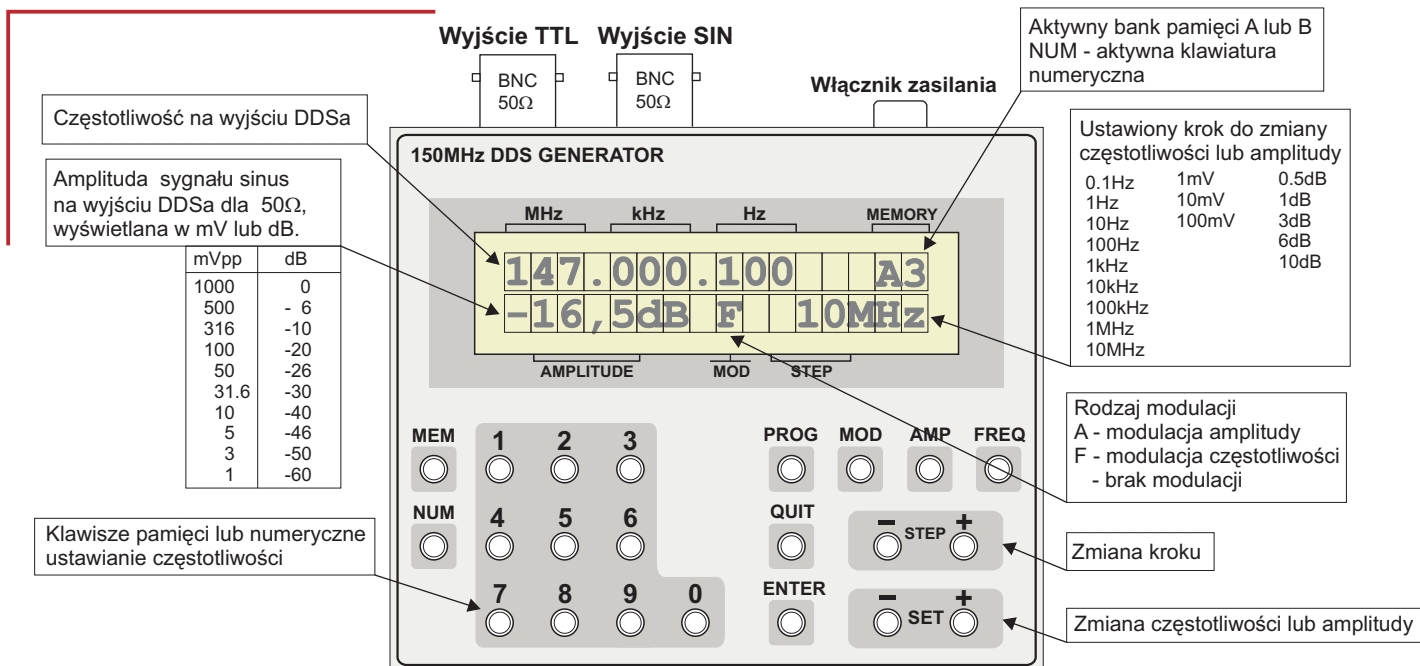 Wyjście TTL Wyjście SIN
BNC
50Ω
BNC
50Ω
Włącznik zasilania
Aktywny bank pamięci A lub B
NUM - aktywna klawiatura
numeryczna
Częstotliwość na wyjściu DDSa
Amplituda sygnału sinus
na wyjściu DDSa dla 50Ω,
wyświetlana w mV lub dB.
mVpp dB
1000 0
500 - 6
316 -10
100 -20
50 -26
31.6 -30
10 -40
5 -46
3 -50
1 -60
Klawisze pamięci lub numeryczne
ustawianie częstotliwości
150MHz DDS GENERATOR
MHz kHz Hz MEMORY
147.000.100 A3
-16,5dB F 10MHz
AMPLITUDE MOD STEP
MEM 1 2 3 PROG MOD AMP FREQ
NUM 4 5 6 QUIT - STEP +
7 8 9 0 ENTER - SET +
Ustawiony krok do zmiany
częstotliwości lub amplitudy
0.1Hz 1mV 0.5dB
1Hz 10mV 1dB
10Hz 100mV 3dB
100Hz 6dB
1kHz 10dB
10kHz
100kHz
1MHz
10MHz
Rodzaj modulacji
A - modulacja amplitudy
F - modulacja częstotliwości
- brak modulacji
Zmiana kroku
Zmiana częstotliwości lub amplitudy